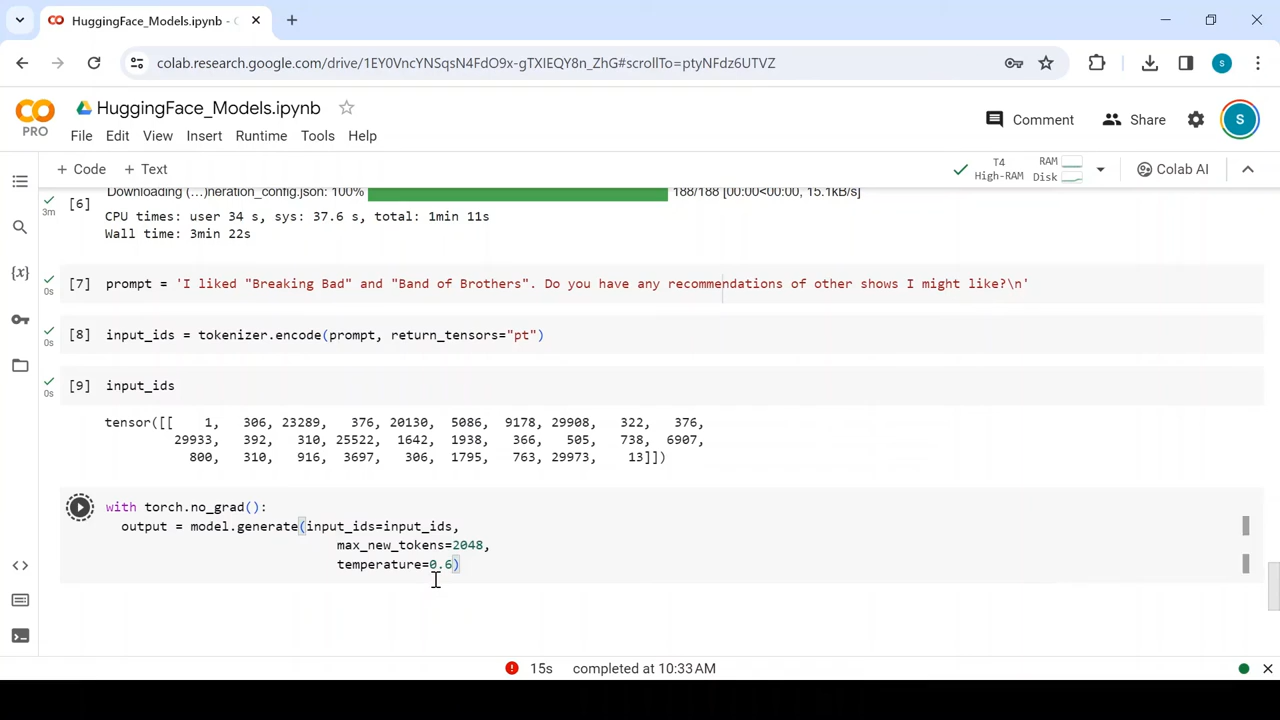 HuggingFace_Models.ipynb - C
colab.research.google.com/drive/1EY0VncYNSqsN4FdO9x-gTXIEQY8n_ZhG#scrollTo=ptyNFdz6UTVZ
S
CO
PRO
HuggingFace_Models.ipynb
Comment
Share
S
File Edit View Insert Runtime Tools Help
+ Code + Text
T4
High-RAM
RAM
Disk
Colab AI
[6]
3m
Downloading (…)neration_config.json: 100% 188/188 [00:00<00:00, 15.1kB/s]
CPU times: user 34 s, sys: 37.6 s, total: 1min 11s
Wall time: 3min 22s
[7] prompt = 'I liked "Breaking Bad" and "Band of Brothers". Do you have any recommendations of other shows I might like?\n'
0s
[8] input_ids = tokenizer.encode(prompt, return_tensors="pt")
0s
[9] input_ids
0s
tensor([[    1,   306, 23289,   376, 20130,  5086,  9178, 29908,   322,   376,
29933,   392,   310, 25522,  1642,  1938,   366,   505,   738,  6907,
800,   310,   916,  3697,   306,  1795,   763, 29973,    13]])
with torch.no_grad():
output = model.generate(input_ids=input_ids,
max_new_tokens=2048,
temperature=0.6)
15s completed at 10:33 AM